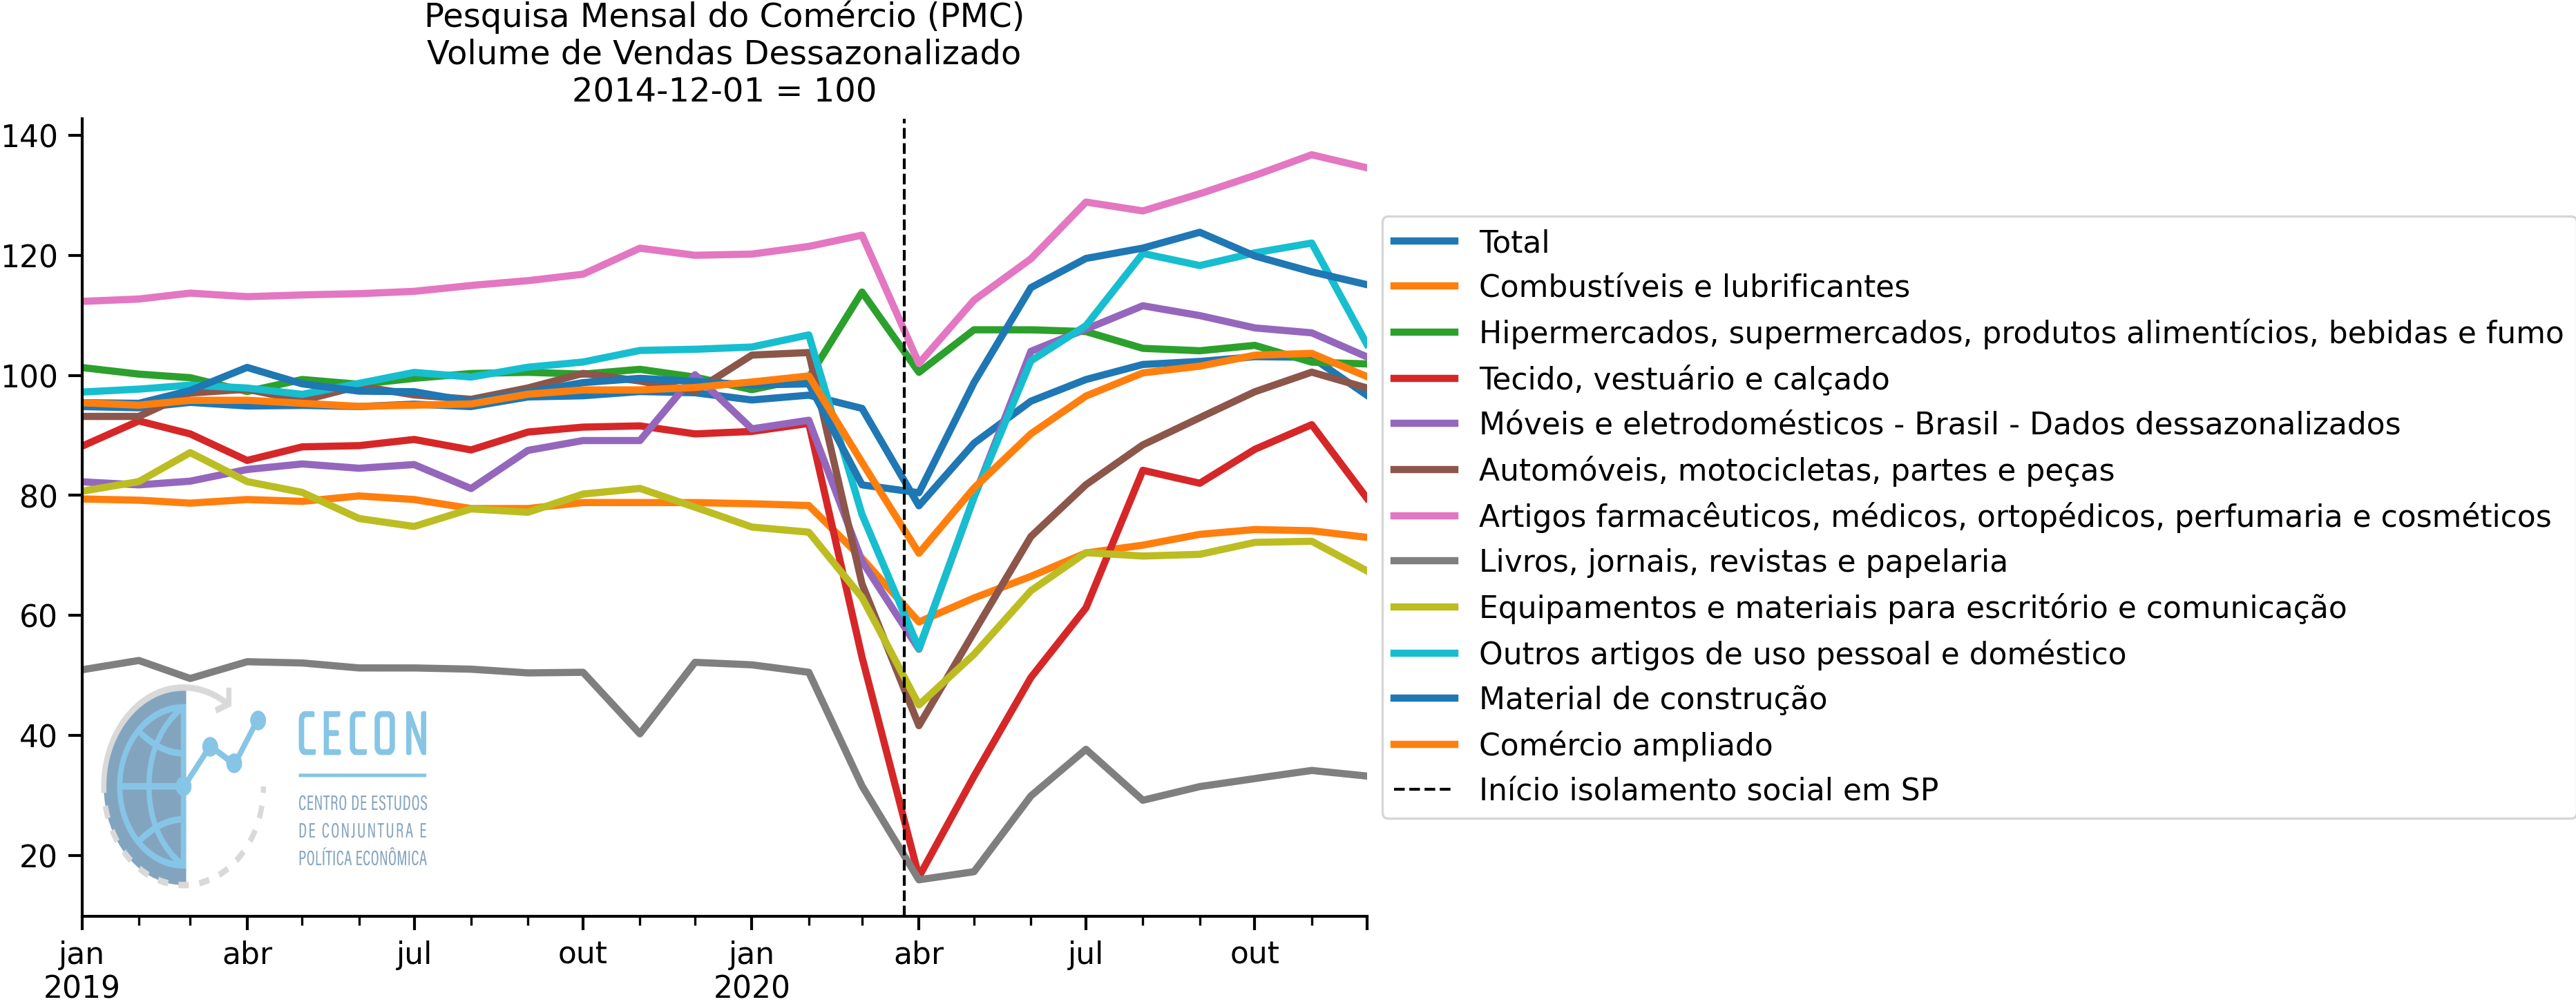 Pesquisa Mensal do Comércio (PMC)
Volume de Vendas Dessazonalizado
2014-12-01 = 100
140
120
100
80
60
40
20
jan
2019
abr
jul
out
jan
2020
abr
jul
out
Total
Combustíveis e lubrificantes
Hipermercados, supermercados, produtos alimentícios, bebidas e fumo
Tecido, vestuário e calçado
Móveis e eletrodomésticos - Brasil - Dados dessazonalizados
Automóveis, motocicletas, partes e peças
Artigos farmacêuticos, médicos, ortopédicos, perfumaria e cosméticos
Livros, jornais, revistas e papelaria
Equipamentos e materiais para escritório e comunicação
Outros artigos de uso pessoal e doméstico
Material de construção
Comércio ampliado
Início isolamento social em SP
CECON
CENTRO DE ESTUDOS
DE CONJUNTURA E
POLÍTICA ECONÔMICA